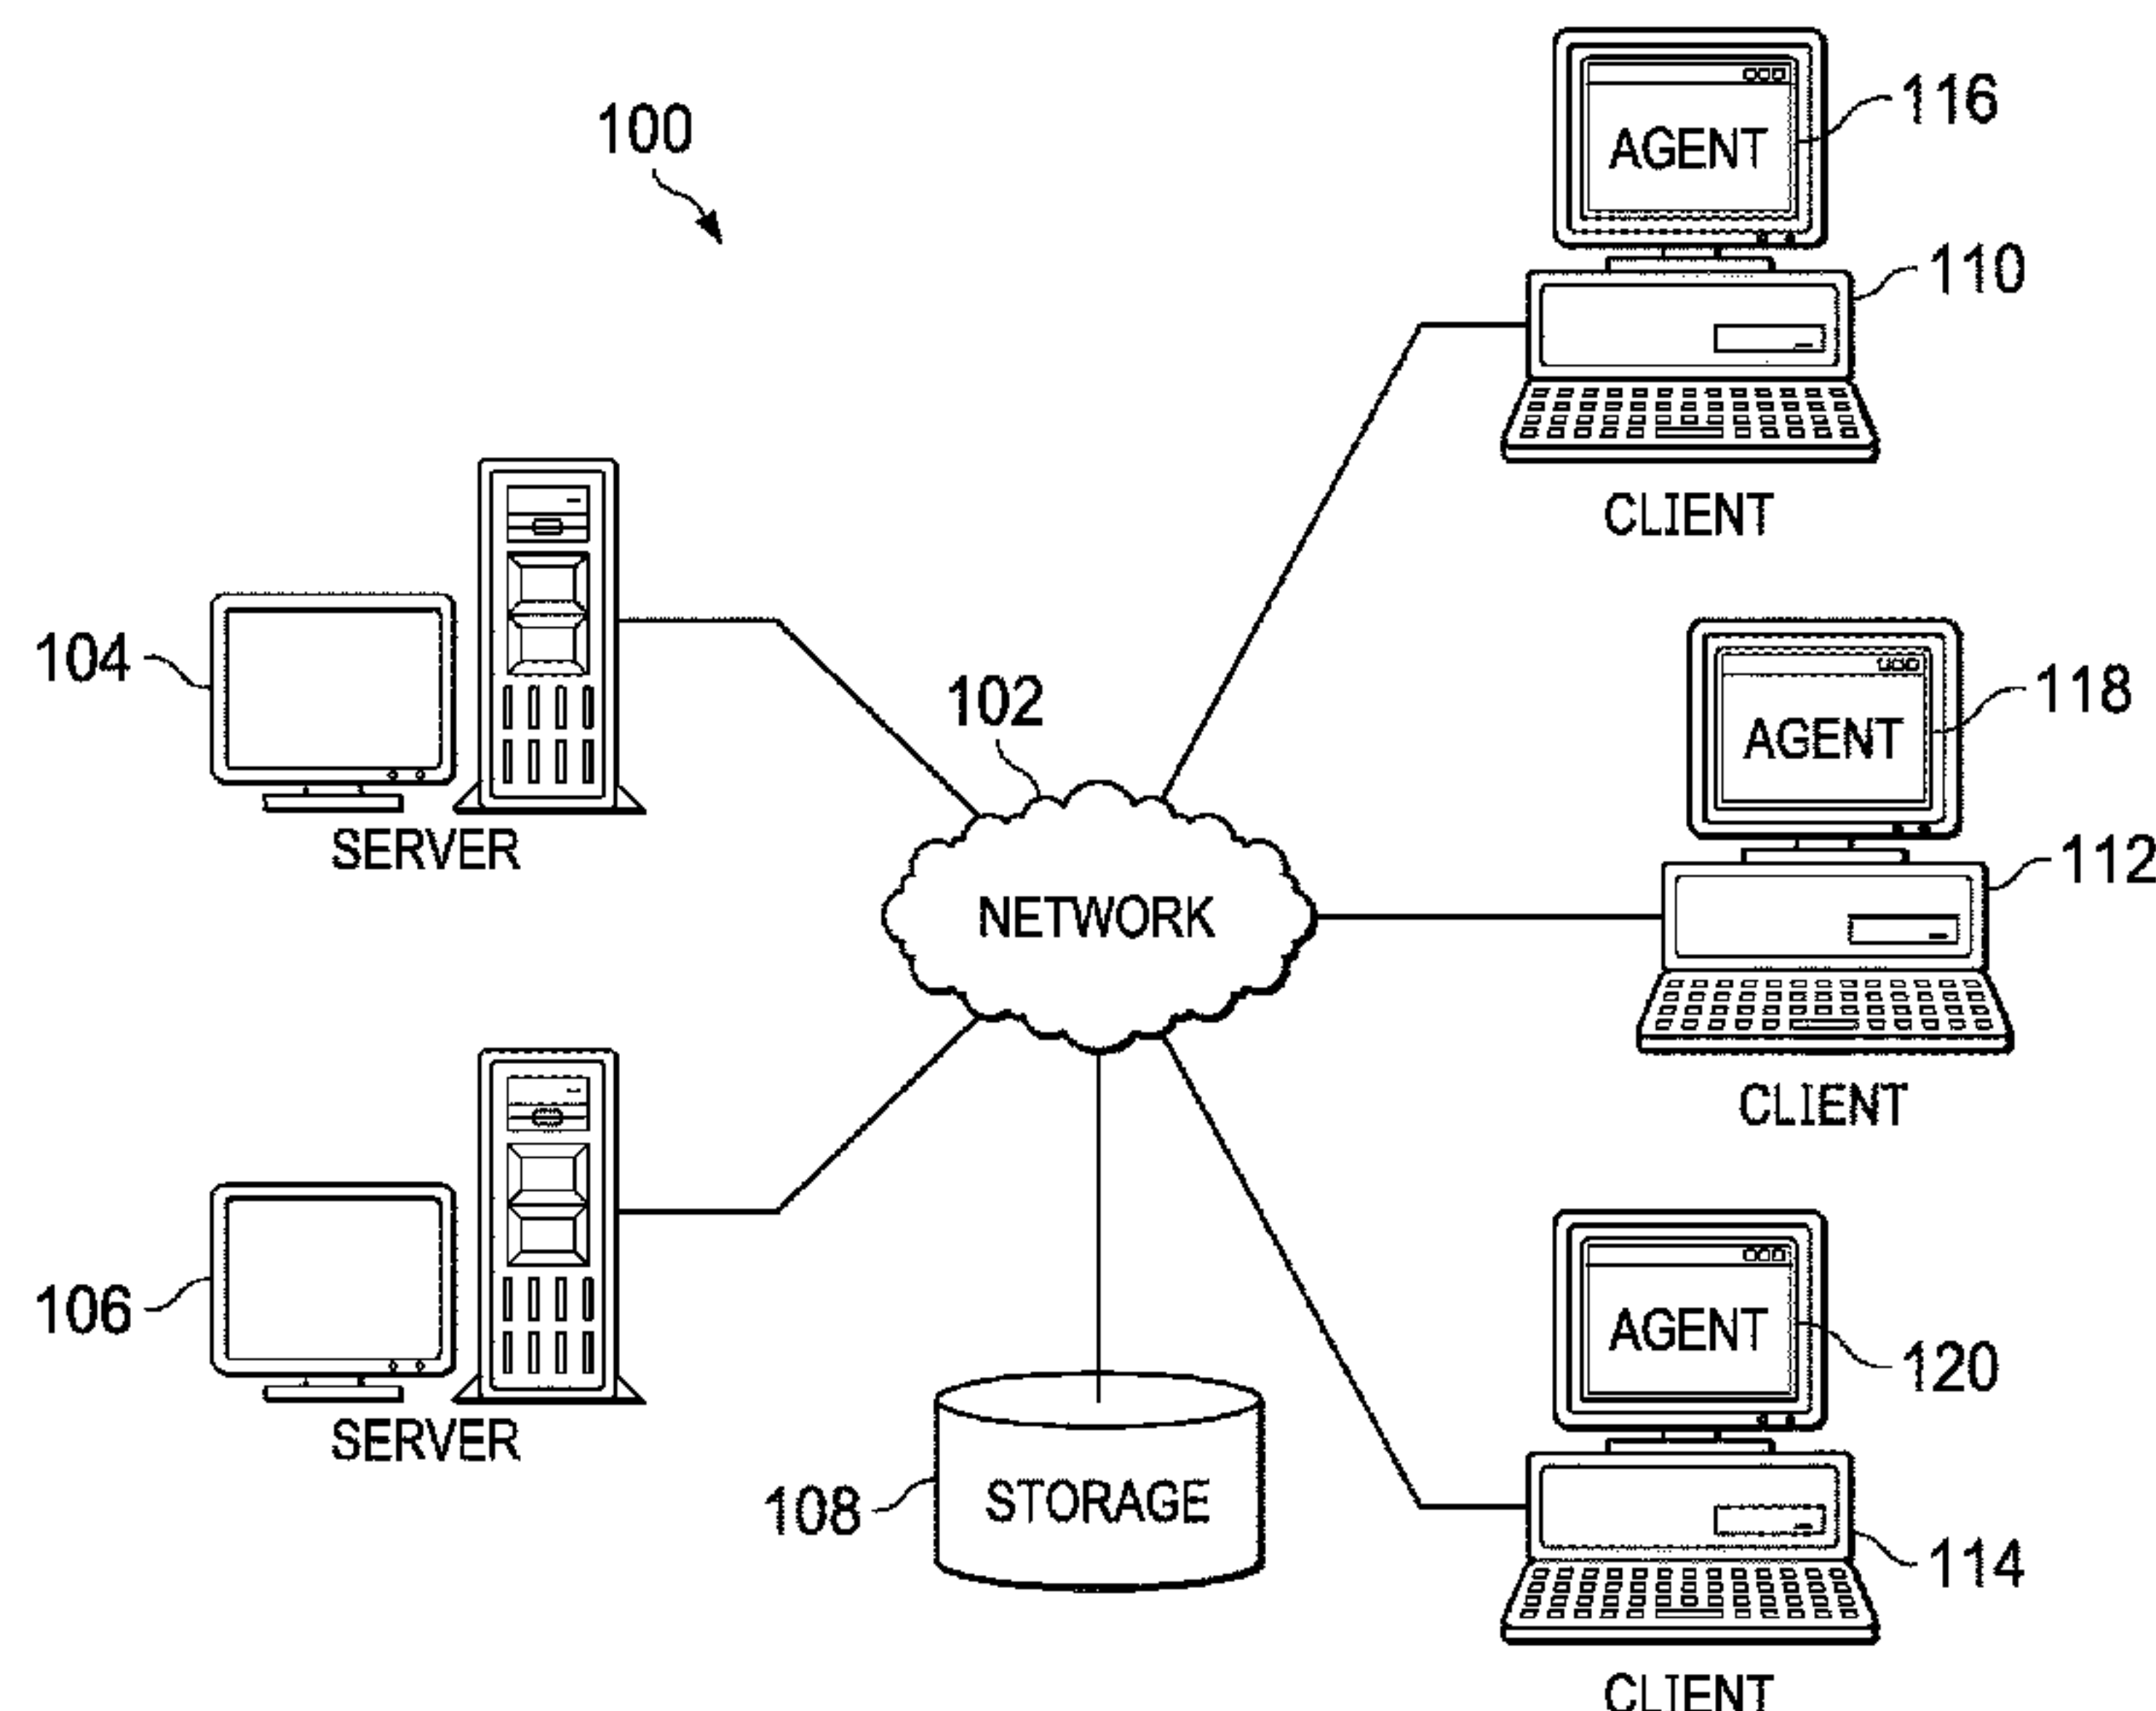 100
AGENT
116
110
CLIENT
104
SERVER
102
NETWORK
AGENT
118
112
CLIENT
106
SERVER
108
STORAGE
AGENT
120
114
CLIENT